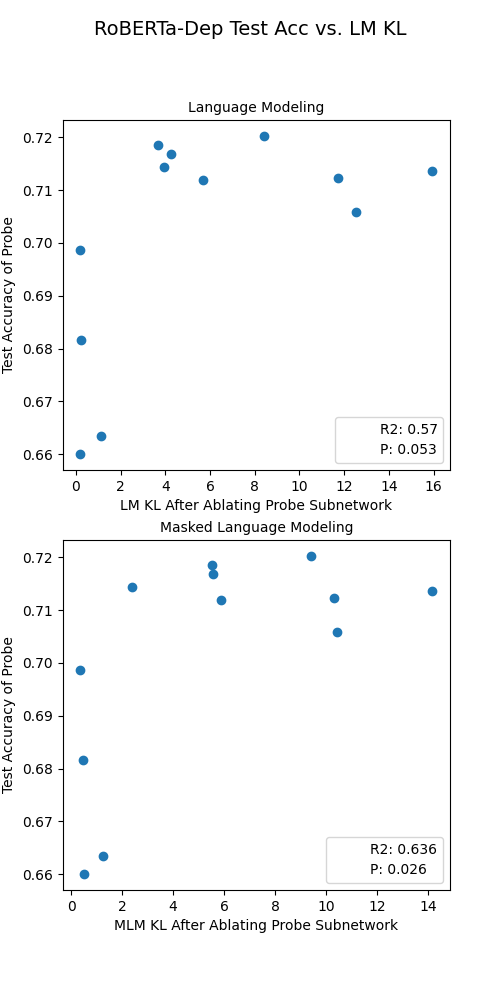 RoBERTa-Dep Test Acc vs. LM KL
Language Modeling
Test Accuracy of Probe
0.72
0.71
0.70
0.69
0.68
0.67
0.66
R2: 0.57
P: 0.053
0 2 4 6 8 10 12 14 16
LM KL After Ablating Probe Subnetwork
Masked Language Modeling
Test Accuracy of Probe
0.72
0.71
0.70
0.69
0.68
0.67
0.66
R2: 0.636
P: 0.026
0 2 4 6 8 10 12 14
MLM KL After Ablating Probe Subnetwork